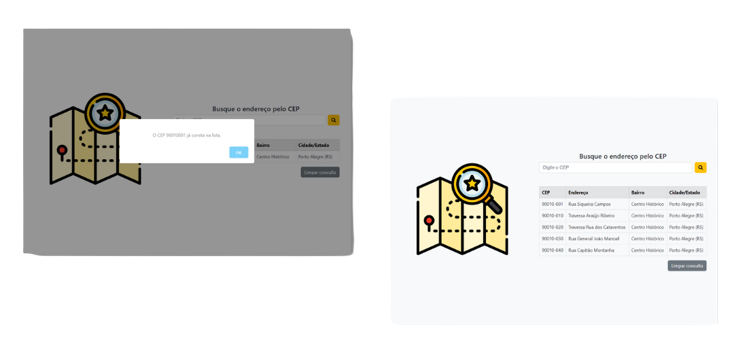 Busque o endereço pelo CEP
O CEP 90010001 já consta na lista.
OK
Bairro Cidade/Estado
Centro Histórico Porto Alegre (RS)
Limpar consulta
Busque o endereço pelo CEP
Digite o CEP
CEP Endereço Bairro Cidade/Estado
90010-001 Rua Siqueira Campos Centro Histórico Porto Alegre (RS)
90010-010 Travessa Araújo Ribeiro Centro Histórico Porto Alegre (RS)
90010-020 Travessa Rua dos Cataventos Centro Histórico Porto Alegre (RS)
90010-030 Rua General João Manoel Centro Histórico Porto Alegre (RS)
90010-040 Rua Capitão Montanha Centro Histórico Porto Alegre (RS)
Limpar consulta